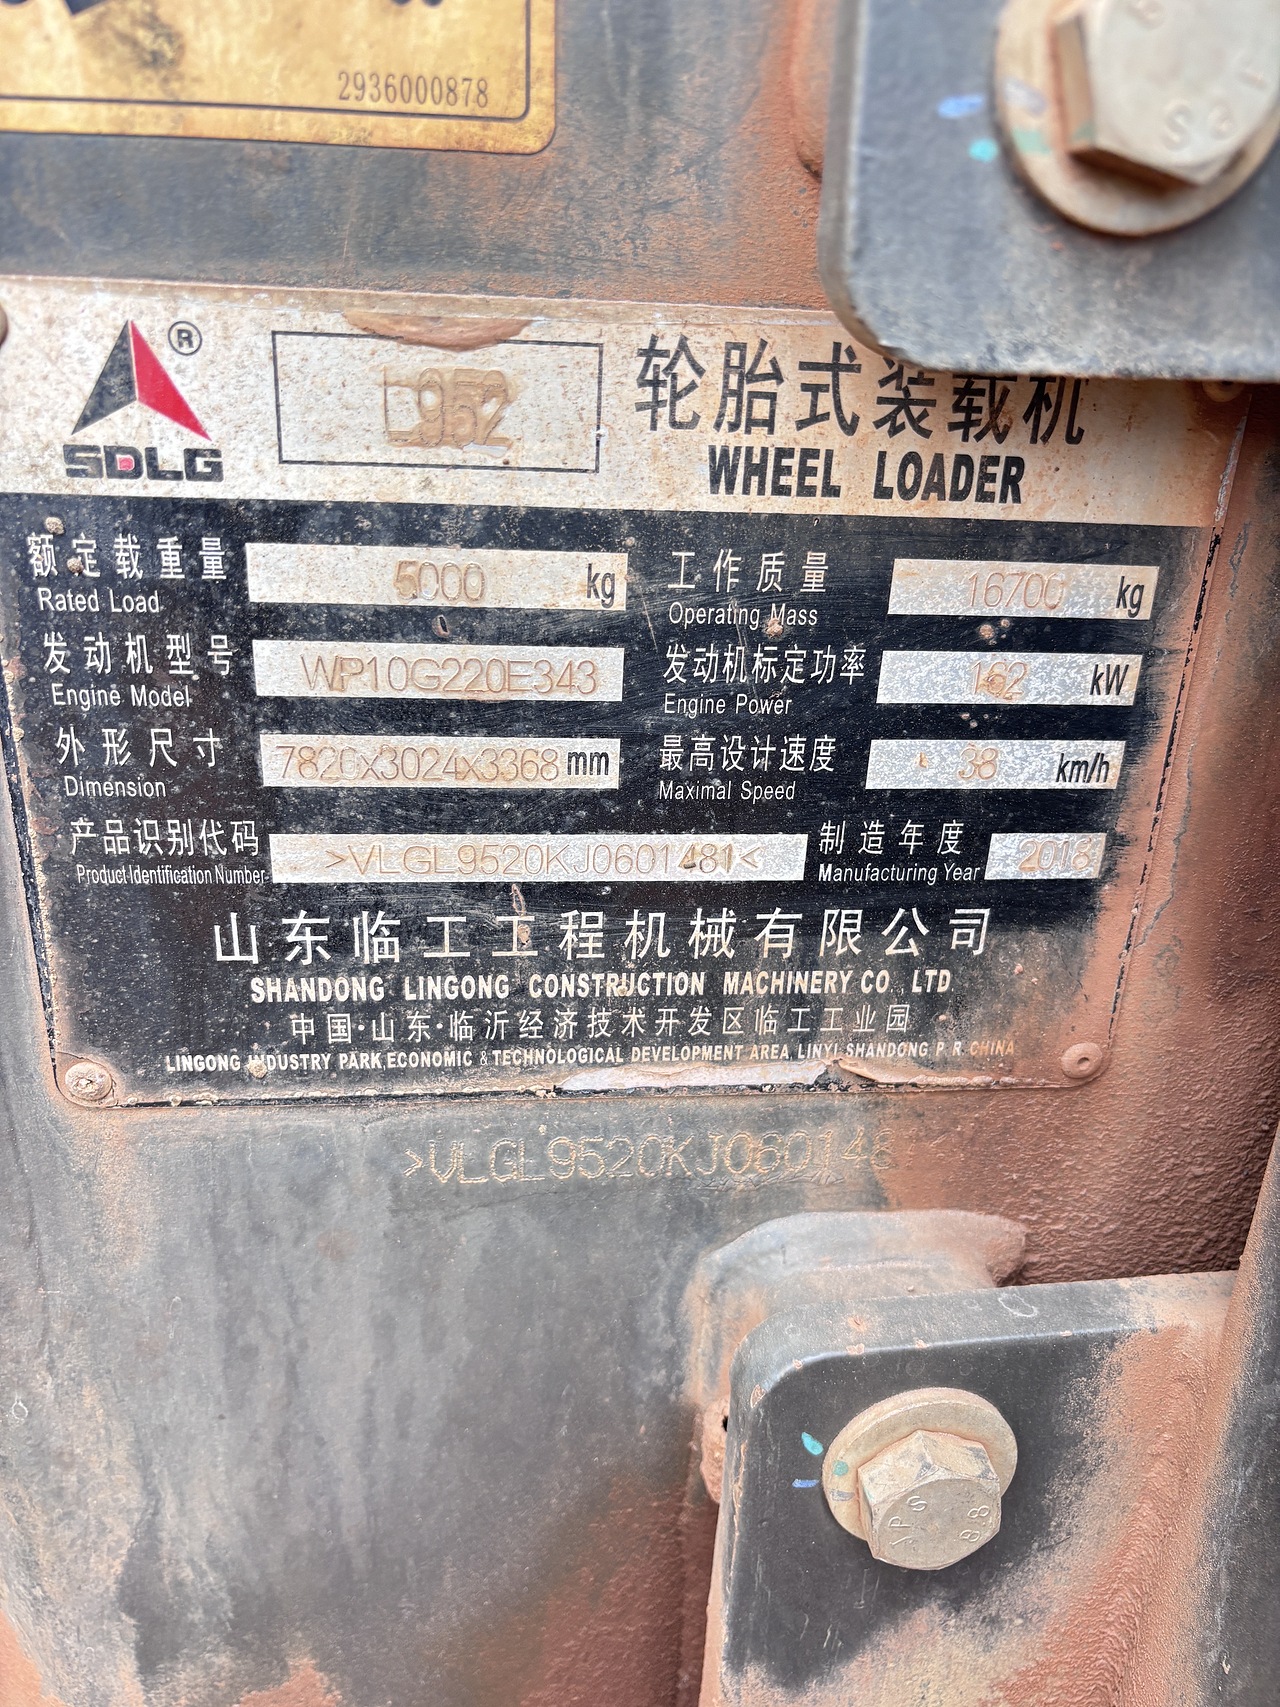 2936000878
®
SDLG
L952
轮胎式装载机
WHEEL LOADER
额定载重量
Rated Load
5000 kg
工作质量
Operating Mass
16700 kg
发动机型号
Engine Model
WP10G220E343
发动机标定功率
Engine Power
162 kW
外形尺寸
Dimension
7820x3024x3368 mm
最高设计速度
Maximal Speed
38 km/h
产品识别代码
Product Identification Number
>VLGL9520KJ0601481<
制造年度
Manufacturing Year
2018
山东临工工程机械有限公司
SHANDONG LINGONG CONSTRUCTION MACHINERY CO., LTD.
中国·山东·临沂经济技术开发区临工工业园
LINGONG INDUSTRY PARK,ECONOMIC & TECHNOLOGICAL DEVELOPMENT AREA LINYI SHANDONG P. R. CHINA
>VLGL9520KJ060148
8.8